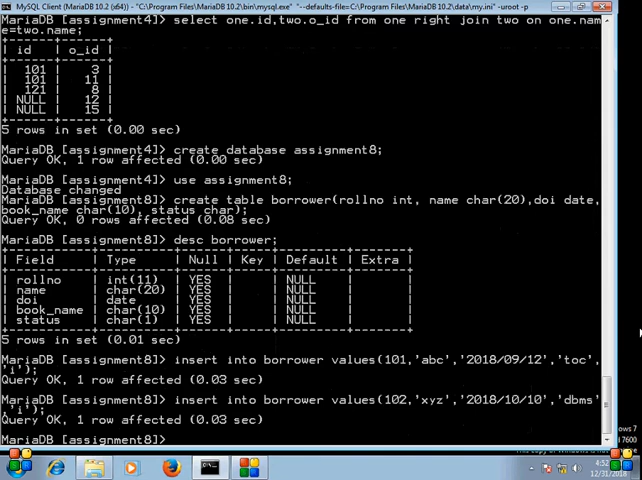 MySQL Client (MariaDB 10.2 (x64)) - "C:\Program Files\MariaDB 10.2\bin\mysql.exe" "--defaults-file=C:\Program Files\MariaDB 10.2\data\my.ini" -uroot -p
MariaDB [assignment4]> select one.id,two.o_id from one right join two on one.nam
e=two.name;
+------+------+
| id | o_id |
+------+------+
| 101 | 3 |
| 101 | 11 |
| 121 | 8 |
| NULL | 12 |
| NULL | 15 |
+------+------+
5 rows in set (0.00 sec)
MariaDB [assignment4]> create database assignment8;
Query OK, 1 row affected (0.00 sec)
MariaDB [assignment4]> use assignment8;
Database changed
MariaDB [assignment8]> create table borrower(rollno int, name char(20),doi date,
book_name char(10), status char);
Query OK, 0 rows affected (0.08 sec)
MariaDB [assignment8]> desc borrower;
+-----------+----------+------+-----+---------+-------+
| Field | Type | Null | Key | Default | Extra |
+-----------+----------+------+-----+---------+-------+
| rollno | int(11) | YES | | NULL | |
| name | char(20) | YES | | NULL | |
| doi | date | YES | | NULL | |
| book_name | char(10) | YES | | NULL | |
| status | char(1) | YES | | NULL | |
+-----------+----------+------+-----+---------+-------+
5 rows in set (0.01 sec)
MariaDB [assignment8]> insert into borrower values(101,'abc','2018/09/12','toc',
'i');
Query OK, 1 row affected (0.03 sec)
MariaDB [assignment8]> insert into borrower values(102,'xyz','2018/10/10','dbms'
,'i');
Query OK, 1 row affected (0.03 sec)
MariaDB [assignment8]>
7600
12/31/2018